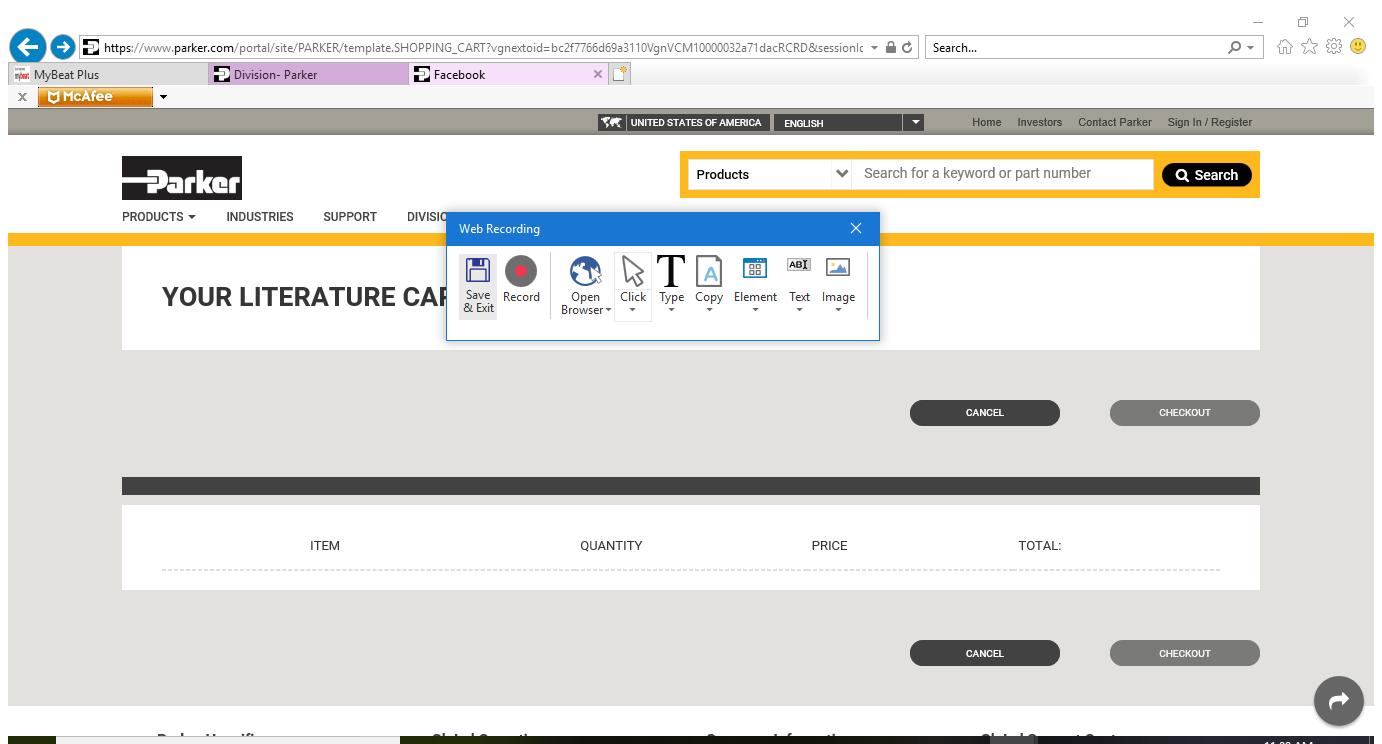 https://www.parker.com/portal/site/PARKER/template.SHOPPING_CART?vgnextoid=bc2f7766d69a3110VgnVCM10000032a71dacRCRD&sessionIc
Search...
MyBeat Plus
Division- Parker
Facebook
McAfee
UNITED STATES OF AMERICA
ENGLISH
Home Investors Contact Parker Sign In / Register
Parker
Products
Search for a keyword or part number
Search
PRODUCTS INDUSTRIES SUPPORT DIVISIO
Web Recording
Save & Exit
Record
Open Browser
Click
Type
Copy
Element
Text
Image
YOUR LITERATURE CAR
CANCEL CHECKOUT
ITEM QUANTITY PRICE TOTAL:
CANCEL CHECKOUT